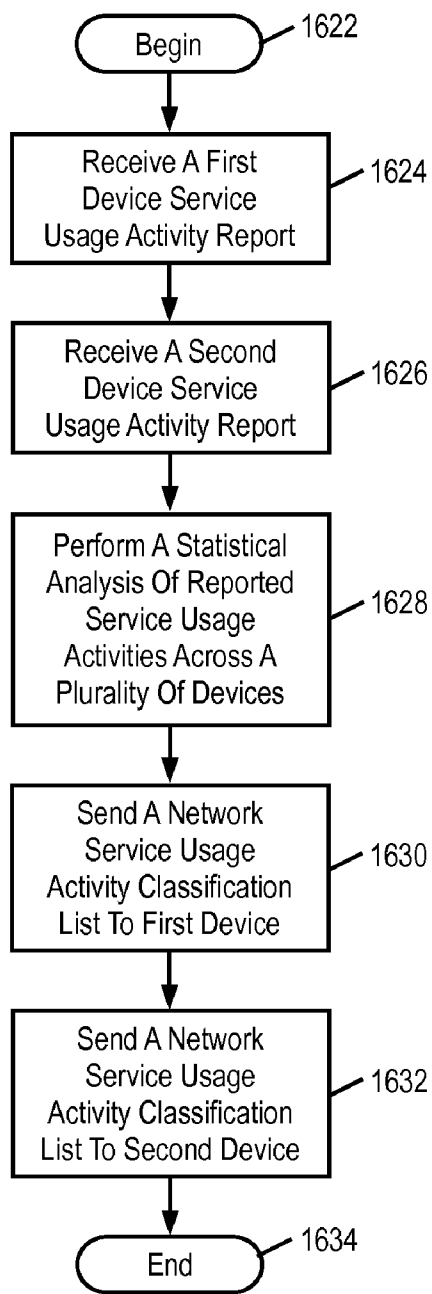 Begin
1622
Receive A First
Device Service
Usage Activity Report
1624
Receive A Second
Device Service
Usage Activity Report
1626
Perform A Statistical
Analysis Of Reported
Service Usage
Activities Across A
Plurality Of Devices
1628
Send A Network
Service Usage
Activity Classification
List To First Device
1630
Send A Network
Service Usage
Activity Classification
List To Second Device
1632
End
1634